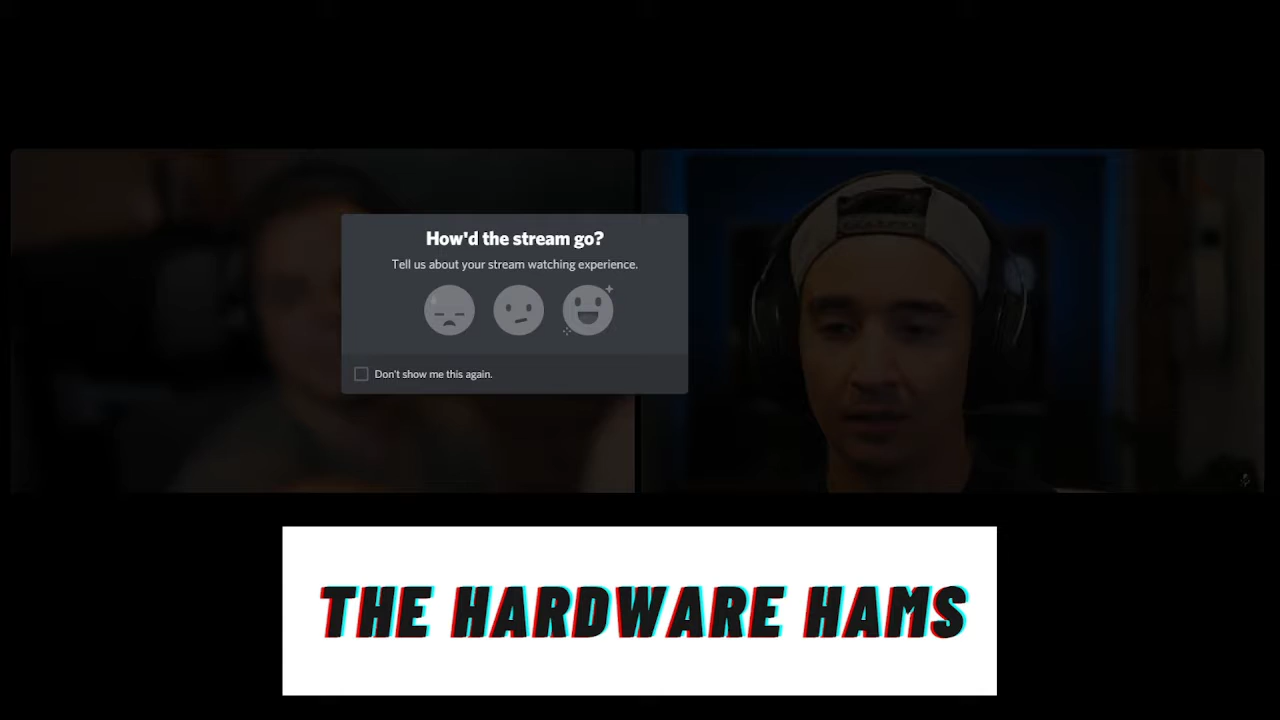 How'd the stream go?
Tell us about your stream watching experience.
Don't show me this again.
THE HARDWARE HAMS